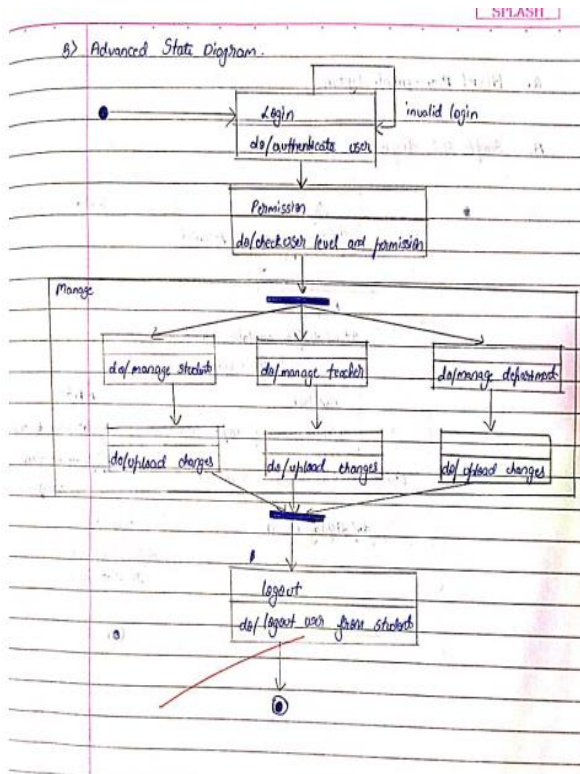 SPLASH
B) Advanced State Diagram.
Login
invalid login
do/authenticate user
Permission
do/check user level and permission
Manage
do/manage students
do/manage teacher
do/manage department
do/upload changes
do/upload changes
do/upload changes
logout
do/logout user from students